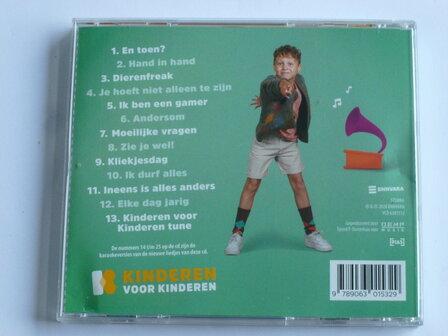 1. En toen?
2. Hand in hand
3. Dierenfreak
4. Je hoeft niet alleen te zijn
5. Ik ben een gamer
6. Andersom
7. Moeilijke vragen
8. Zie je wel!
9. Kliekjesdag
10. Ik durf alles
11. Ineens is alles anders
12. Elke dag jarig
13. Kinderen voor
Kinderen tune
De nummers 14 t/m 25 op de cd zijn de
karaokeversies van de nieuwe liedjes van deze cd.
KINDEREN
VOOR KINDEREN
BNNVARA
MUSIC
[PIAS]
9 789063 015329